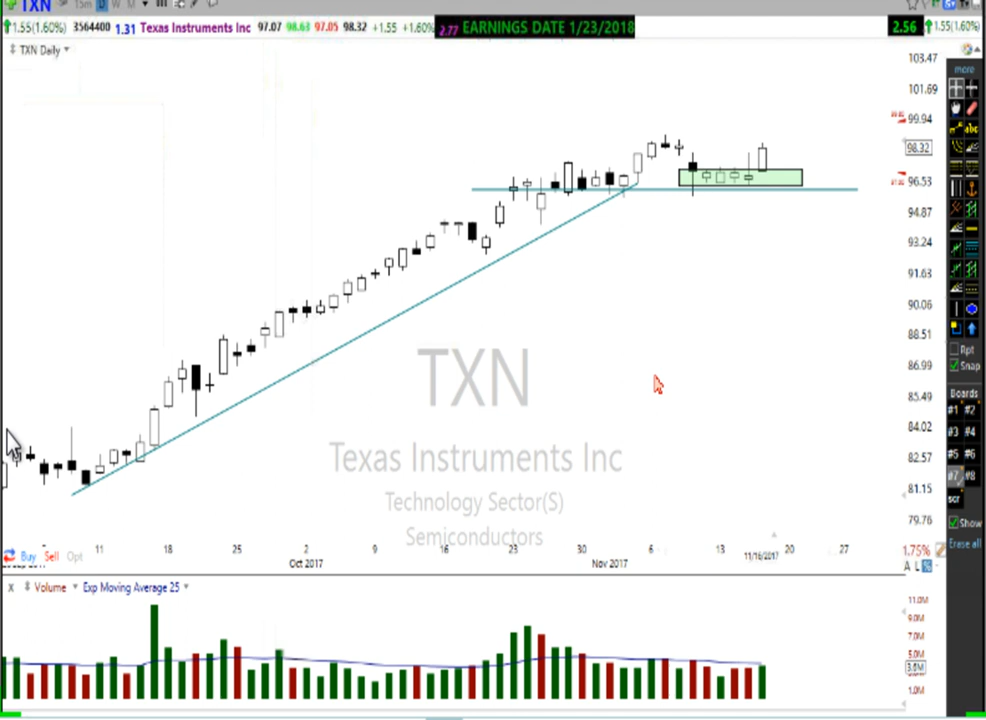 TXN 15m D W M
1.55(1.60%) 3564400 1.31 Texas Instruments Inc 97.07 98.63 97.05 98.32 +1.55 +1.60% 2.77 EARNINGS DATE 1/23/2018 2.56 1.55(1.60%)
TXN Daily
103.47
101.69
99.94
98.32
96.53
94.87
93.24
91.63
90.06
88.51
86.99
85.49
84.02
82.57
81.15
79.76
more
abc
Rpt
Snap
Boards
#1 #2
#3 #4
#5 #6
#7 #8
scr
Show
Erase all
TXN
Texas Instruments Inc
Technology Sector(S)
Semiconductors
Buy Sell Opt
11 18 25 2 9 16 23 30 6 13 11/16/2017 20 27
Oct 2017 Nov 2017
1.75%
A L %
X Volume Exp Moving Average 25
11.0M
9.0M
7.0M
5.0M
3.6M
1.0M